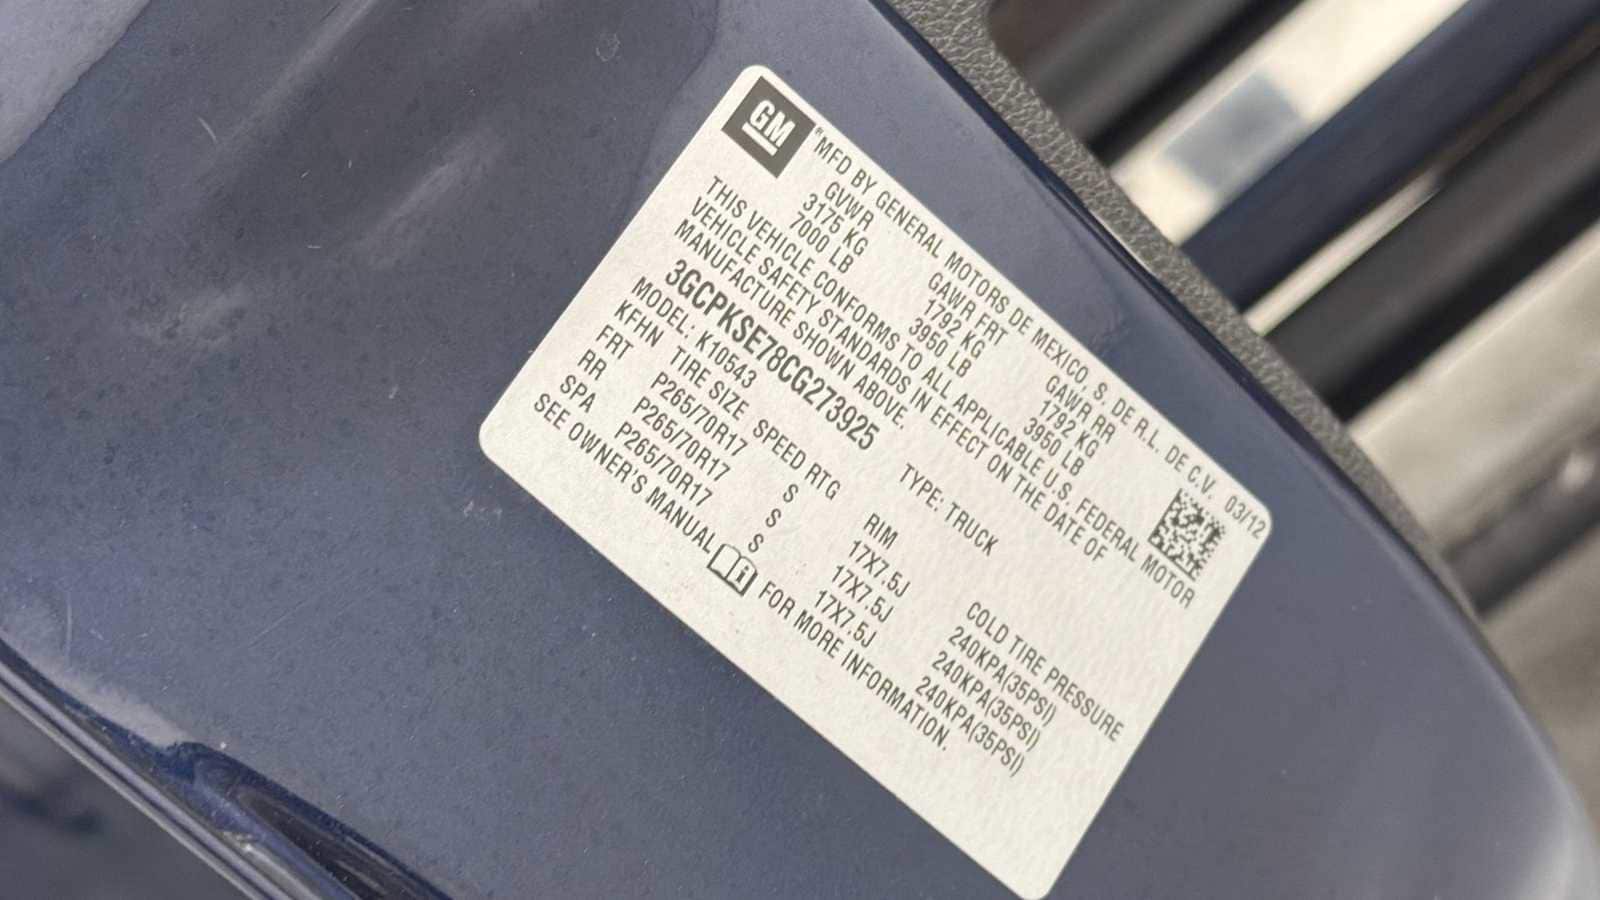 GM
MFD BY GENERAL MOTORS DE MEXICO, S. DE R.L. DE C.V. 03/12
GVWR GAWR FRT GAWR RR
3175 KG 1792 KG 1792 KG
7000 LB 3950 LB 3950 LB
THIS VEHICLE CONFORMS TO ALL APPLICABLE U.S. FEDERAL MOTOR
VEHICLE SAFETY STANDARDS IN EFFECT ON THE DATE OF
MANUFACTURE SHOWN ABOVE.
3GCPKSE78CG273925 TYPE: TRUCK
MODEL: K10543
KFHN TIRE SIZE SPEED RTG RIM COLD TIRE PRESSURE
FRT P265/70R17 S 17X7.5J 240KPA(35PSI)
RR P265/70R17 S 17X7.5J 240KPA(35PSI)
SPA P265/70R17 S 17X7.5J 240KPA(35PSI)
SEE OWNER'S MANUAL FOR MORE INFORMATION.